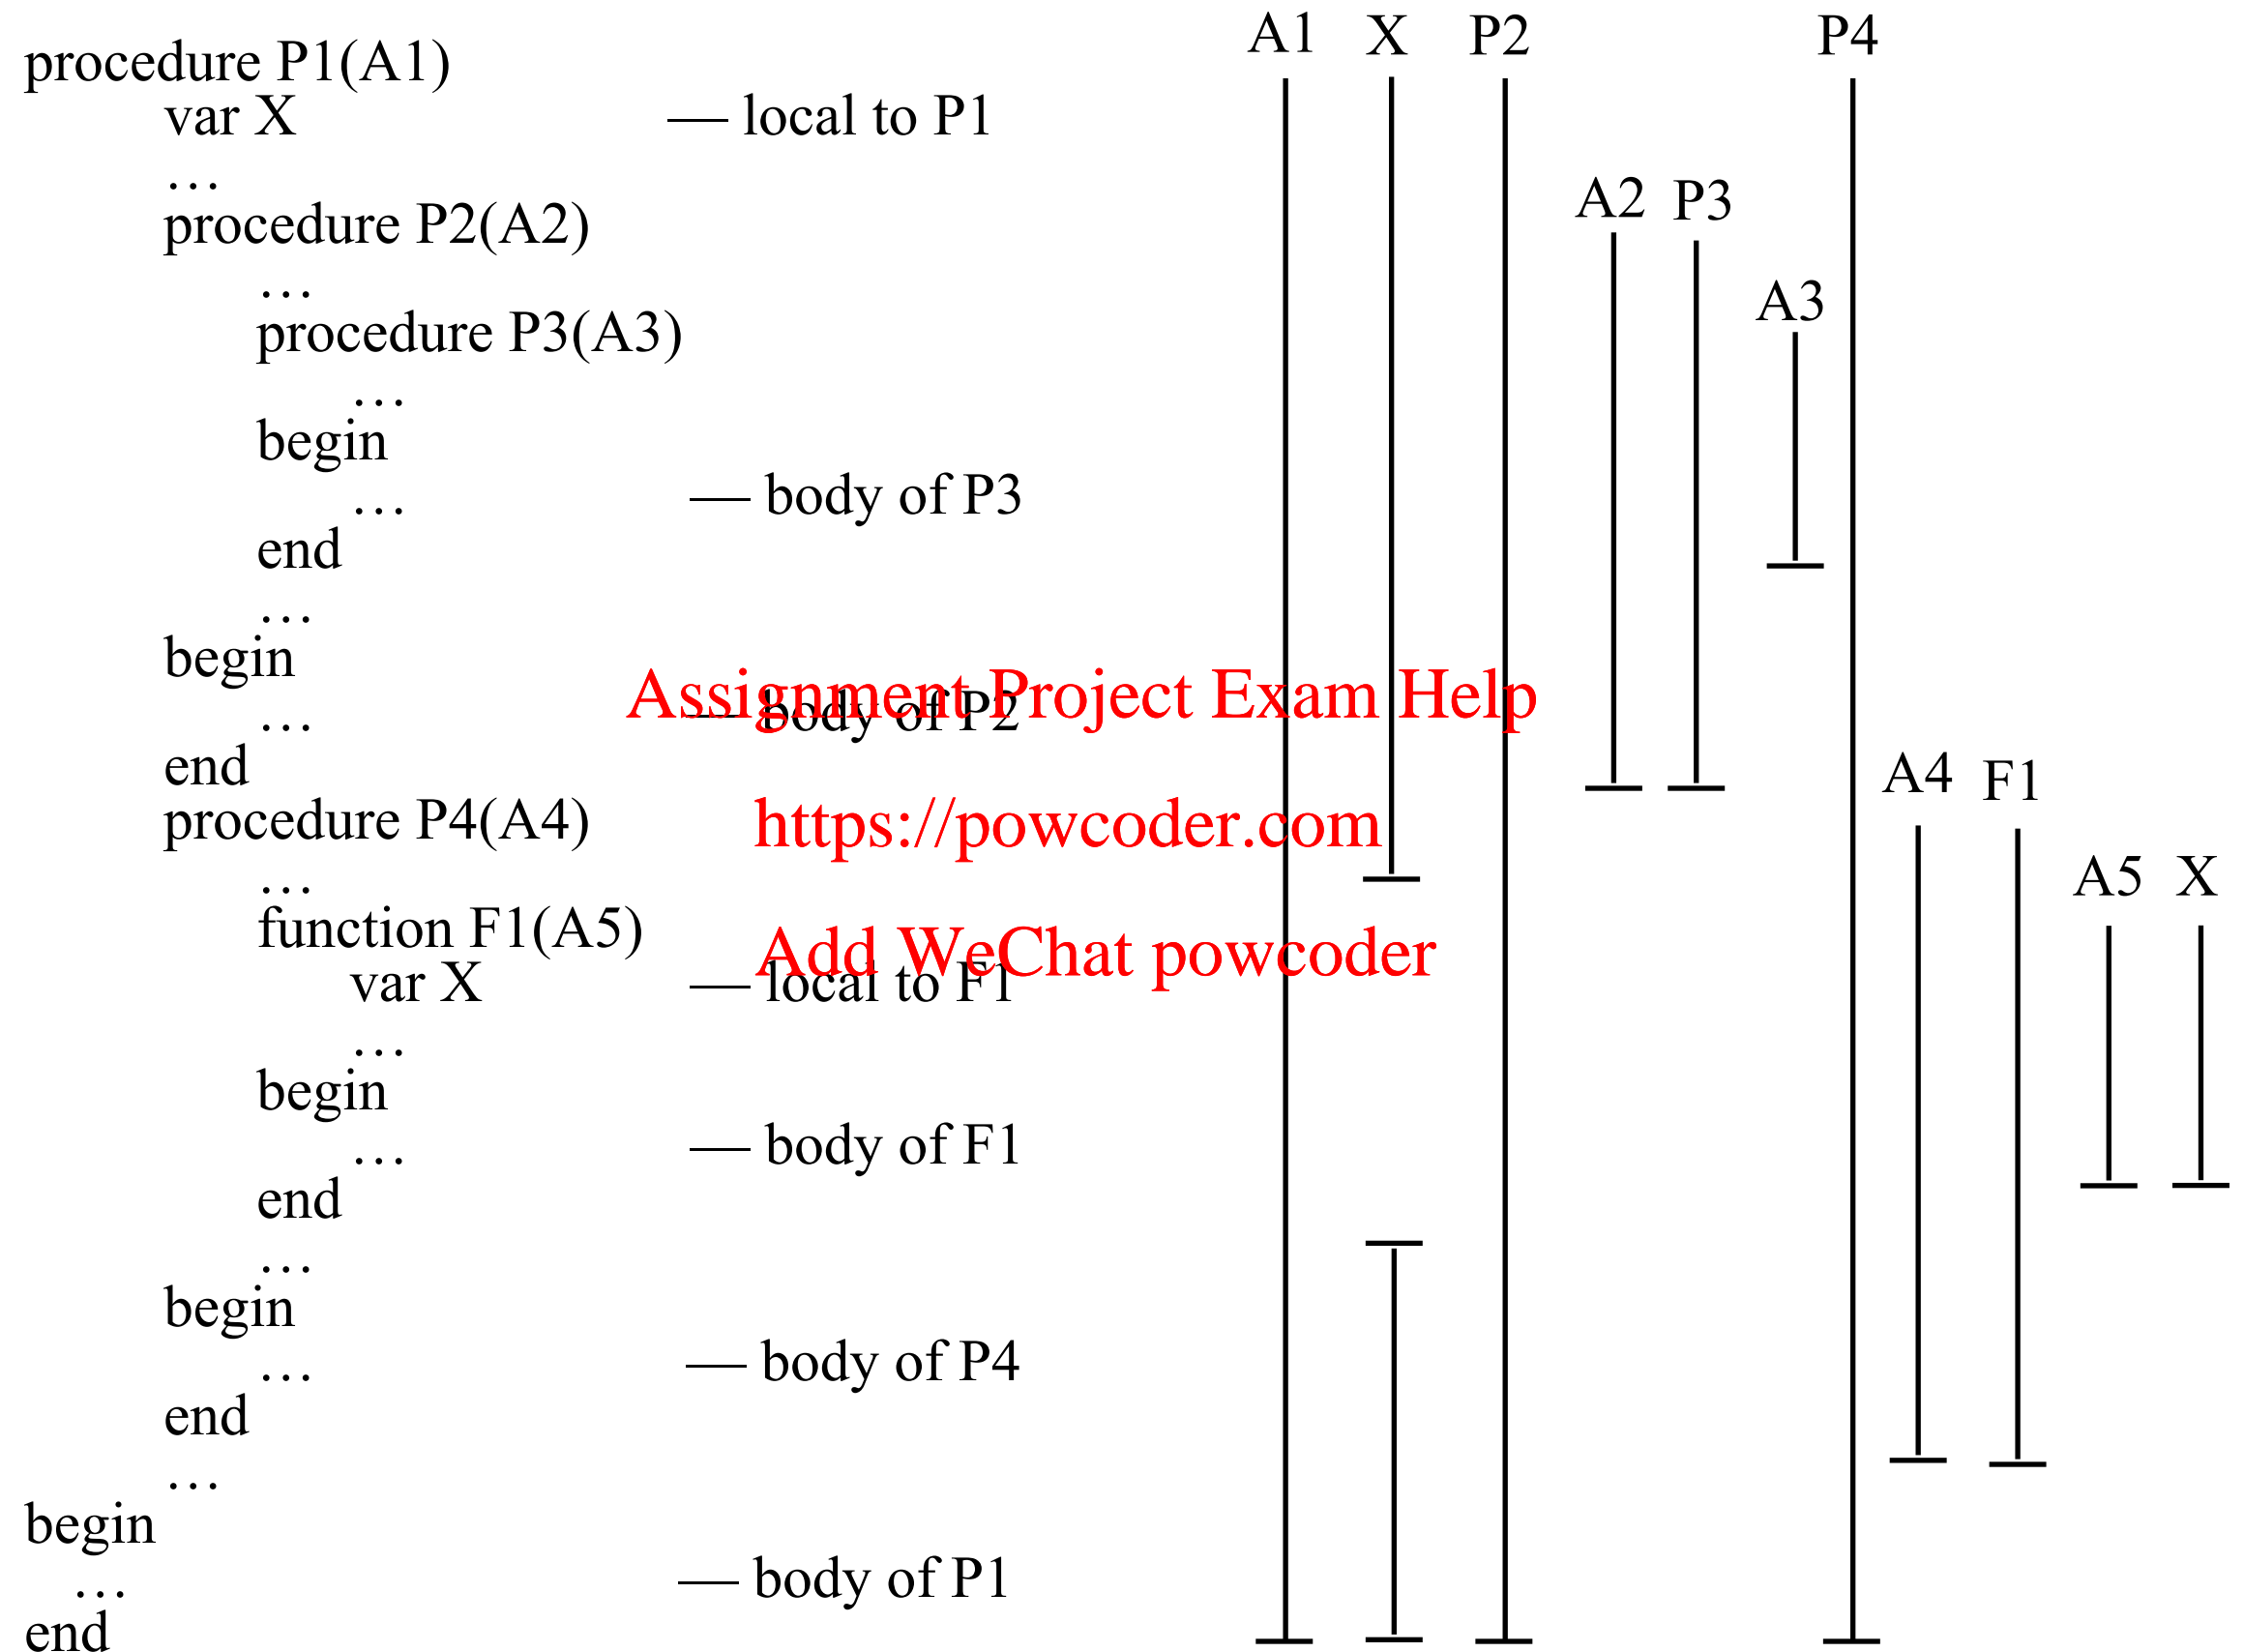 A1 X P2 P4
procedure P1(A1)
var X — local to P1
…
A2 P3
procedure P2(A2)
…
A3
procedure P3(A3)
…
begin
… — body of P3
end
…
begin
Assignment Project Exam Help
… — body of P2
end
A4 F1
procedure P4(A4)
https://powcoder.com
…
A5 X
function F1(A5)
Add WeChat powcoder
var X — local to F1
…
begin
… — body of F1
end
…
begin
… — body of P4
end
…
begin
… — body of P1
end